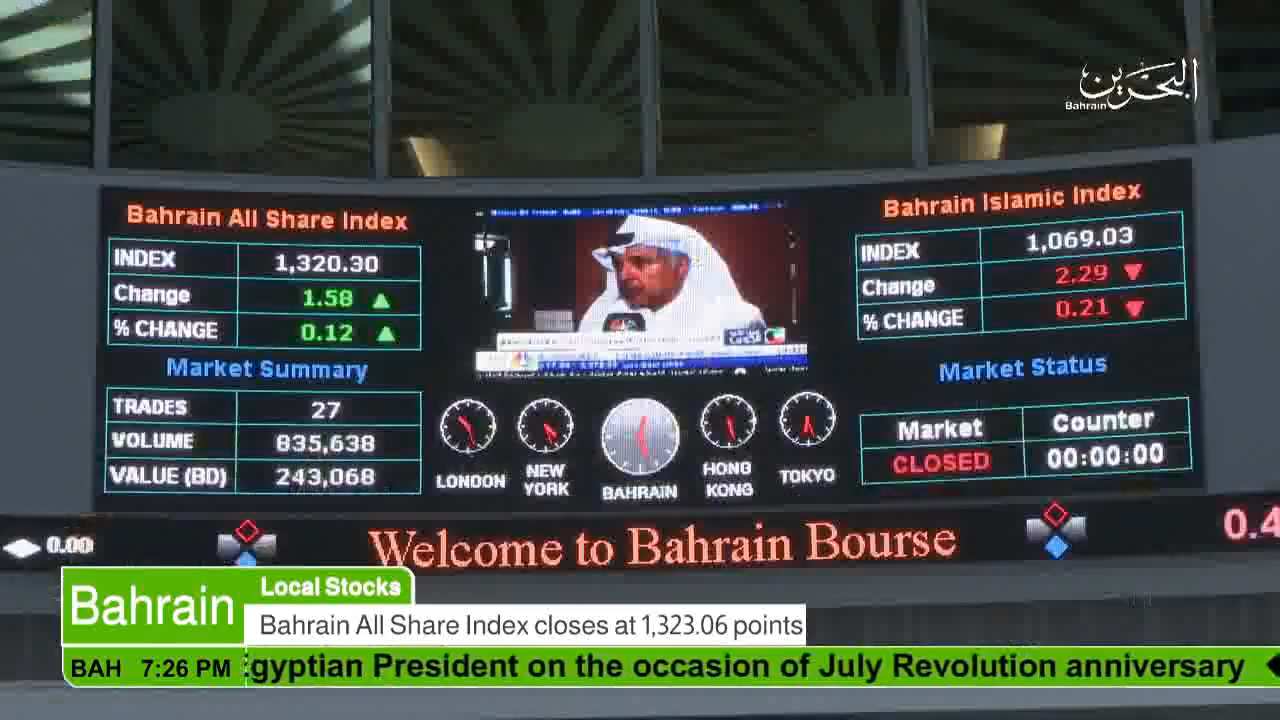 البحرين
Bahrain
Bahrain All Share Index
INDEX 1,320.30
Change 1.58
% CHANGE 0.12
Market Summary
TRADES 27
VOLUME 835,638
VALUE (BD) 243,068
LONDON
NEW YORK
BAHRAIN
HONG KONG
TOKYO
Bahrain Islamic Index
INDEX 1,069.03
Change 2.29
% CHANGE 0.21
Market Status
Market Counter
CLOSED 00:00:00
0.00 Welcome to Bahrain Bourse 0.4
Bahrain
Local Stocks
Bahrain All Share Index closes at 1,323.06 points
BAH 7:26 PM gyptian President on the occasion of July Revolution anniversary